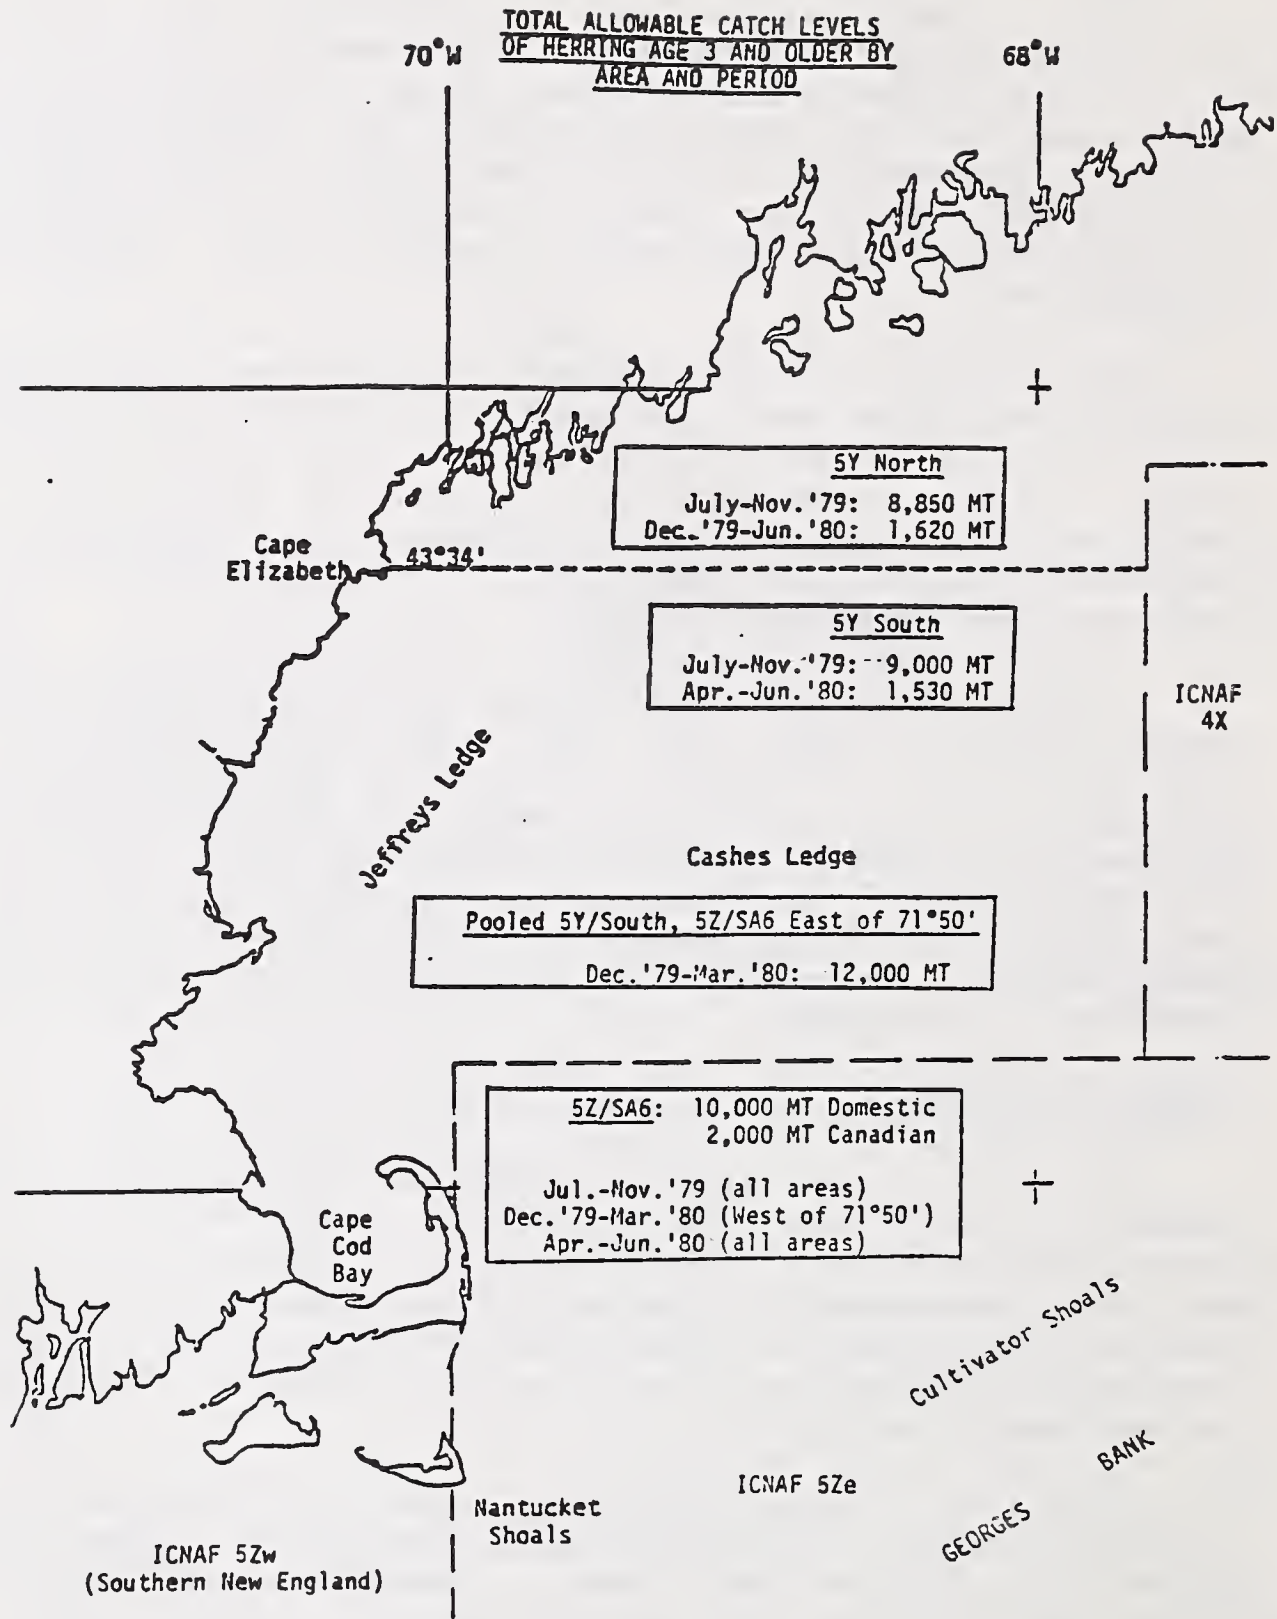 TOTAL ALLOWABLE CATCH LEVELS
OF HERRING AGE 3 AND OLDER BY
AREA AND PERIOD
70°W
68°W
5Y North
July-Nov.'79: 8,850 MT
Dec.'79-Jun.'80: 1,620 MT
Cape
Elizabeth
43°34'
5Y South
July-Nov.'79: 9,000 MT
Apr.-Jun.'80: 1,530 MT
ICNAF
4X
Jeffreys Ledge
Cashes Ledge
Pooled 5Y/South, 5Z/SA6 East of 71°50'
Dec.'79-Mar.'80: 12,000 MT
5Z/SA6: 10,000 MT Domestic
2,000 MT Canadian
Jul.-Nov.'79 (all areas)
Dec.'79-Mar.'80 (West of 71°50')
Apr.-Jun.'80 (all areas)
Cape
Cod
Bay
Cultivator Shoals
GEORGES BANK
ICNAF 5Ze
Nantucket
Shoals
ICNAF 5Zw
(Southern New England)